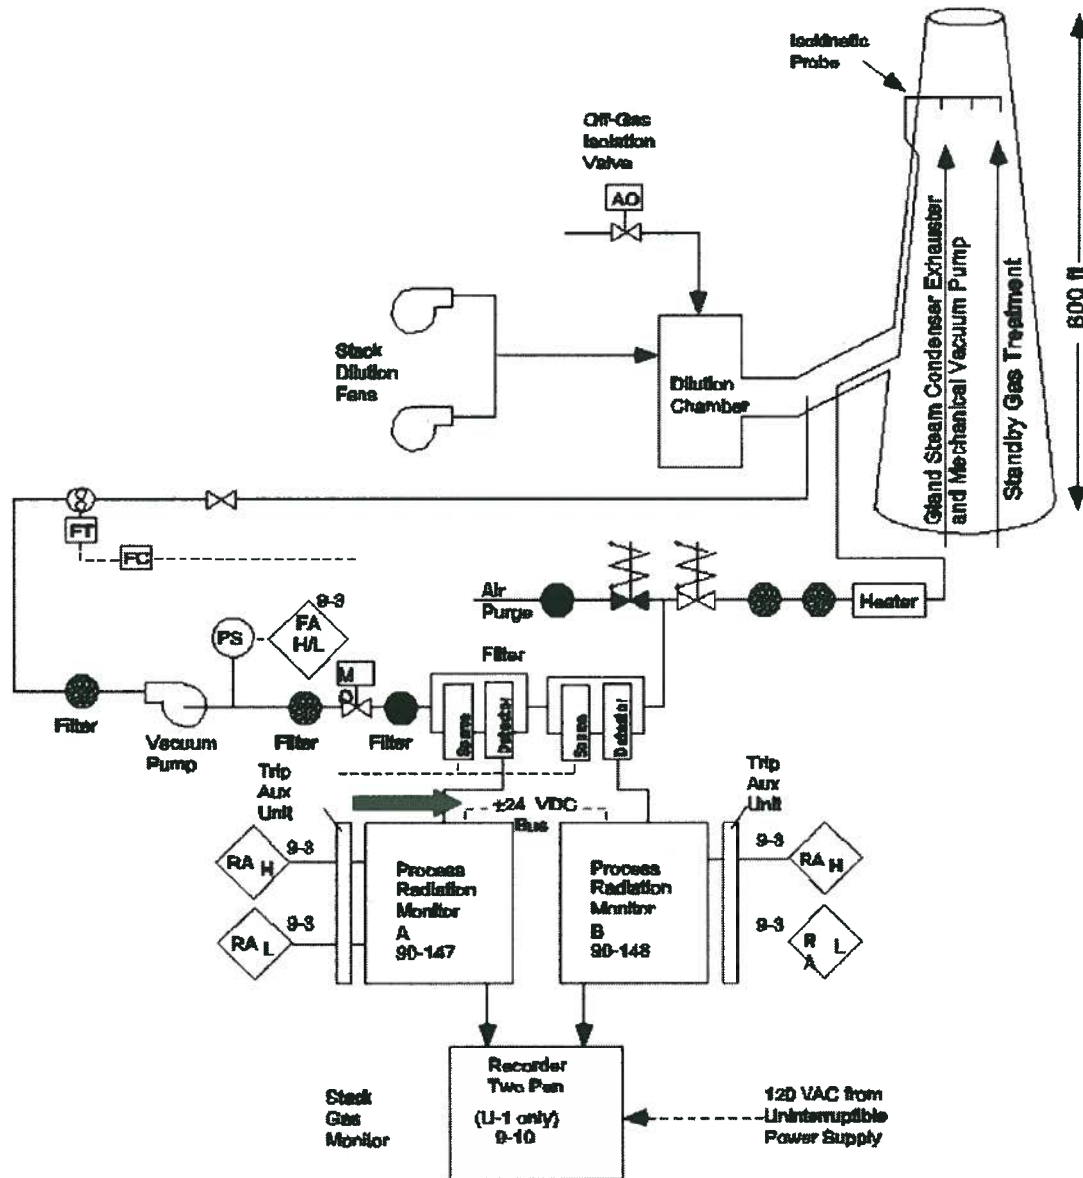 Isokinetic
Probe
Off-Gas
Isolation
Valve
AO
600 ft
Gland Steam Condenser Exhauster
and Mechanical Vacuum Pump
Standby Gas Treatment
Stack
Dilution
Fans
Dilution
Chamber
FT
FC
Air
Purge
Heater
9-3
PS
FA
H/L
Filter
M
O
Source
Detector
Source
Detector
Filter
Vacuum
Pump
Filter
Filter
Trip
Aux
Unit
±24 VDC
Bus
Trip
Aux
Unit
RA H
9-3
9-3
RA H
Process
Radiation
Monitor
A
90-147
Process
Radiation
Monitor
B
90-148
RA L
9-3
9-3
R
A
L
Recorder
Two Pen
(U-1 only)
9-10
Stack
Gas
Monitor
120 VAC from
Uninterruptible
Power Supply